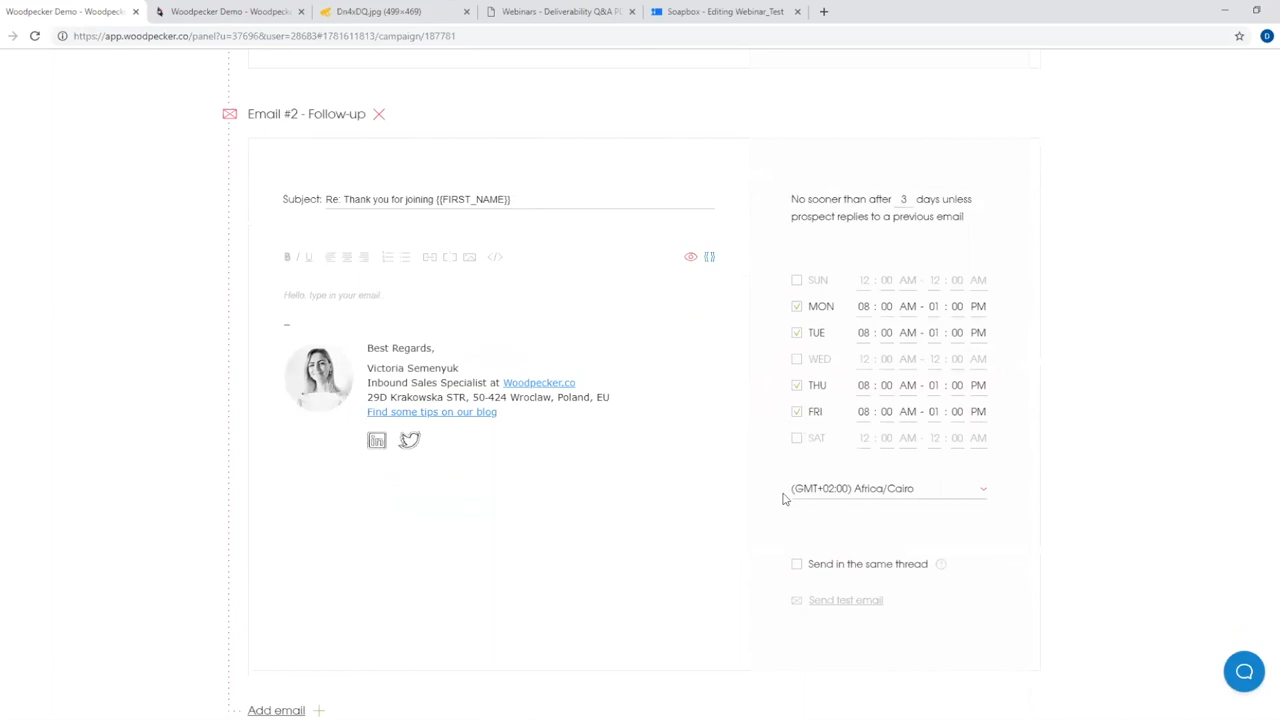 Woodpecker Demo - Woodpecke
Woodpecker Demo - Woodpeck
Dn4xDQ.jpg (499×469)
Webinars - Deliverability Q&A P
Soapbox - Editing Webinar_Test
https://app.woodpecker.co/panel?u=37696&user=28683#1781611813/campaign/187781
D
Email #2 - Follow-up
Subject: Re: Thank you for joining {{FIRST_NAME}}
No sooner than after 3 days unless
prospect replies to a previous email
B I U
Hello, type in your email
SUN 12 : 00 AM - 12 : 00 AM
MON 08 : 00 AM - 01 : 00 PM
TUE 08 : 00 AM - 01 : 00 PM
WED 12 : 00 AM - 12 : 00 AM
THU 08 : 00 AM - 01 : 00 PM
FRI 08 : 00 AM - 01 : 00 PM
SAT 12 : 00 AM - 12 : 00 AM
--
Best Regards,
Victoria Semenyuk
Inbound Sales Specialist at Woodpecker.co
29D Krakowska STR, 50-424 Wroclaw, Poland, EU
Find some tips on our blog
in
(GMT+02:00) Africa/Cairo
Send in the same thread ?
Send test email
Add email +